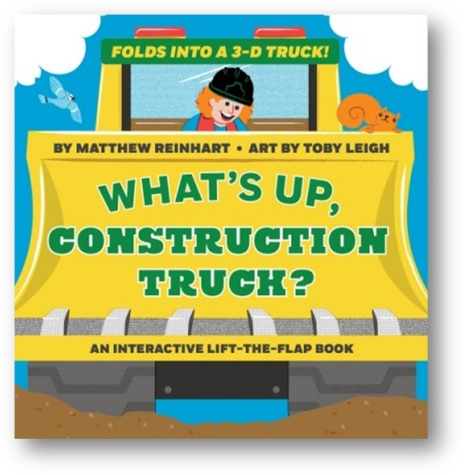 FOLDS INTO A 3-D TRUCK!
BY MATTHEW REINHART • ART BY TOBY LEIGH
WHAT'S UP,
CONSTRUCTION
TRUCK?
AN INTERACTIVE LIFT-THE-FLAP BOOK